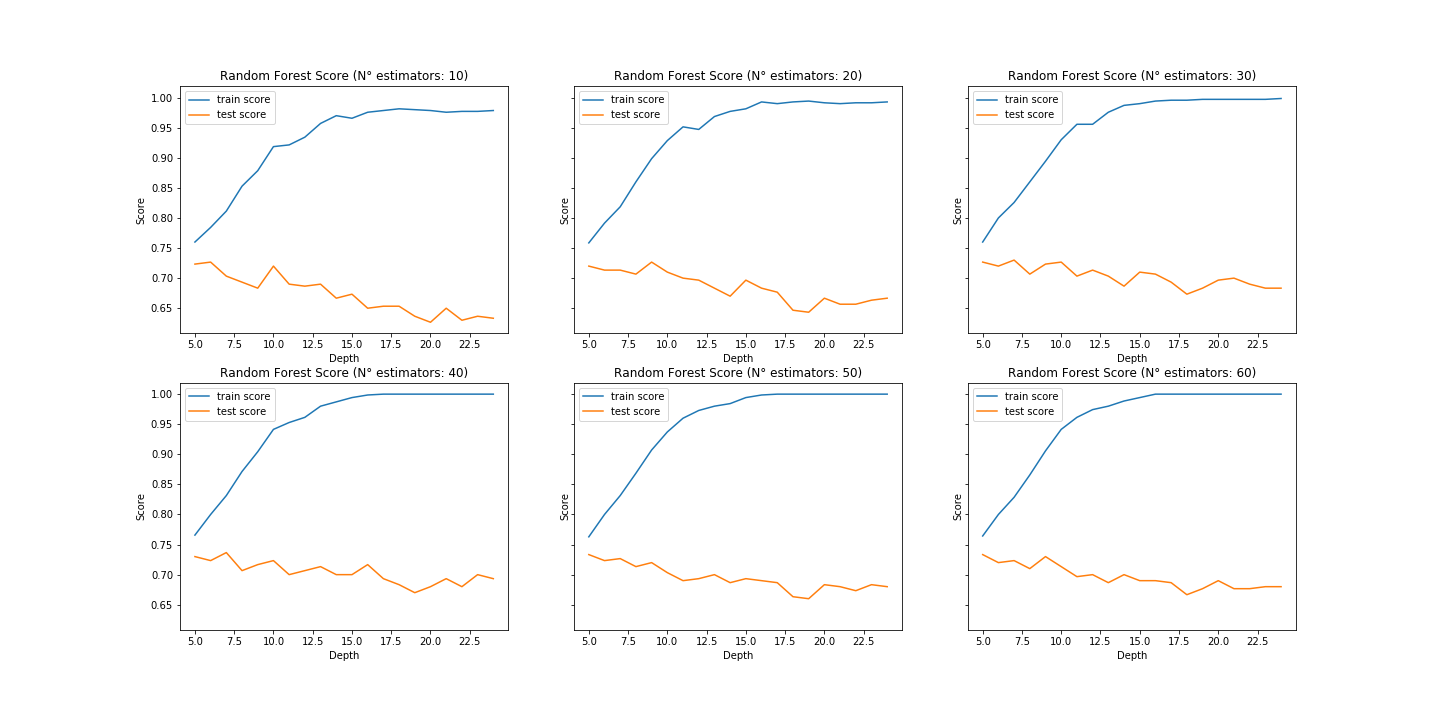 Random Forest Score (N° estimators: 10)
train score
test score
1.00
0.95
0.90
0.85
0.80
0.75
0.70
0.65
Score
5.0 7.5 10.0 12.5 15.0 17.5 20.0 22.5
Depth
Random Forest Score (N° estimators: 20)
train score
test score
Score
5.0 7.5 10.0 12.5 15.0 17.5 20.0 22.5
Depth
Random Forest Score (N° estimators: 30)
train score
test score
Score
5.0 7.5 10.0 12.5 15.0 17.5 20.0 22.5
Depth
Random Forest Score (N° estimators: 40)
train score
test score
1.00
0.95
0.90
0.85
0.80
0.75
0.70
0.65
Score
5.0 7.5 10.0 12.5 15.0 17.5 20.0 22.5
Depth
Random Forest Score (N° estimators: 50)
train score
test score
Score
5.0 7.5 10.0 12.5 15.0 17.5 20.0 22.5
Depth
Random Forest Score (N° estimators: 60)
train score
test score
Score
5.0 7.5 10.0 12.5 15.0 17.5 20.0 22.5
Depth